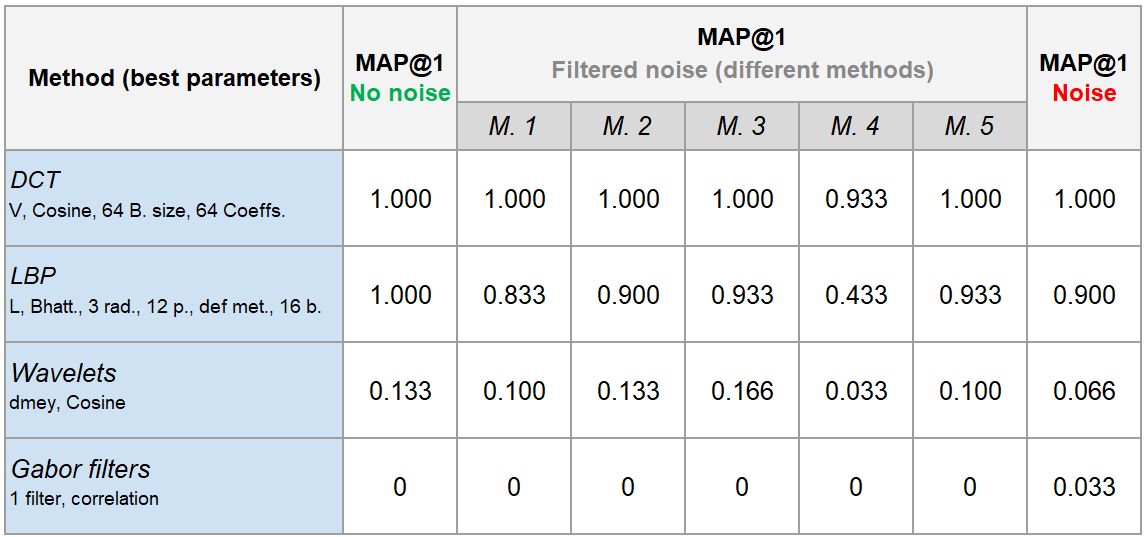 Method (best parameters)
MAP@1
No noise
MAP@1
Filtered noise (different methods)
MAP@1
Noise
M. 1 M. 2 M. 3 M. 4 M. 5
DCT
V, Cosine, 64 B. size, 64 Coeffs.
1.000 1.000 1.000 1.000 0.933 1.000 1.000
LBP
L, Bhatt., 3 rad., 12 p., def met., 16 b.
1.000 0.833 0.900 0.933 0.433 0.933 0.900
Wavelets
dmey, Cosine
0.133 0.100 0.133 0.166 0.033 0.100 0.066
Gabor filters
1 filter, correlation
0 0 0 0 0 0 0.033